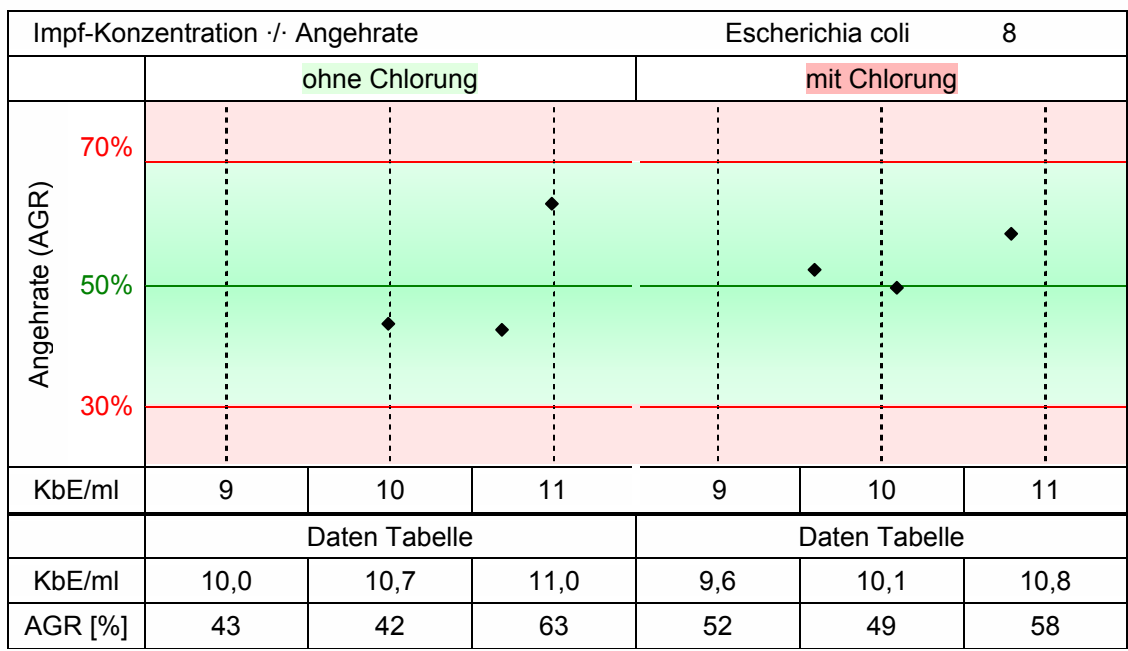 Impf-Konzentration ·/· Angehrate Escherichia coli 8
ohne Chlorung mit Chlorung
Angehrate (AGR)
70%
50%
30%
KbE/ml 9 10 11 9 10 11
Daten Tabelle Daten Tabelle
KbE/ml 10,0 10,7 11,0 9,6 10,1 10,8
AGR [%] 43 42 63 52 49 58